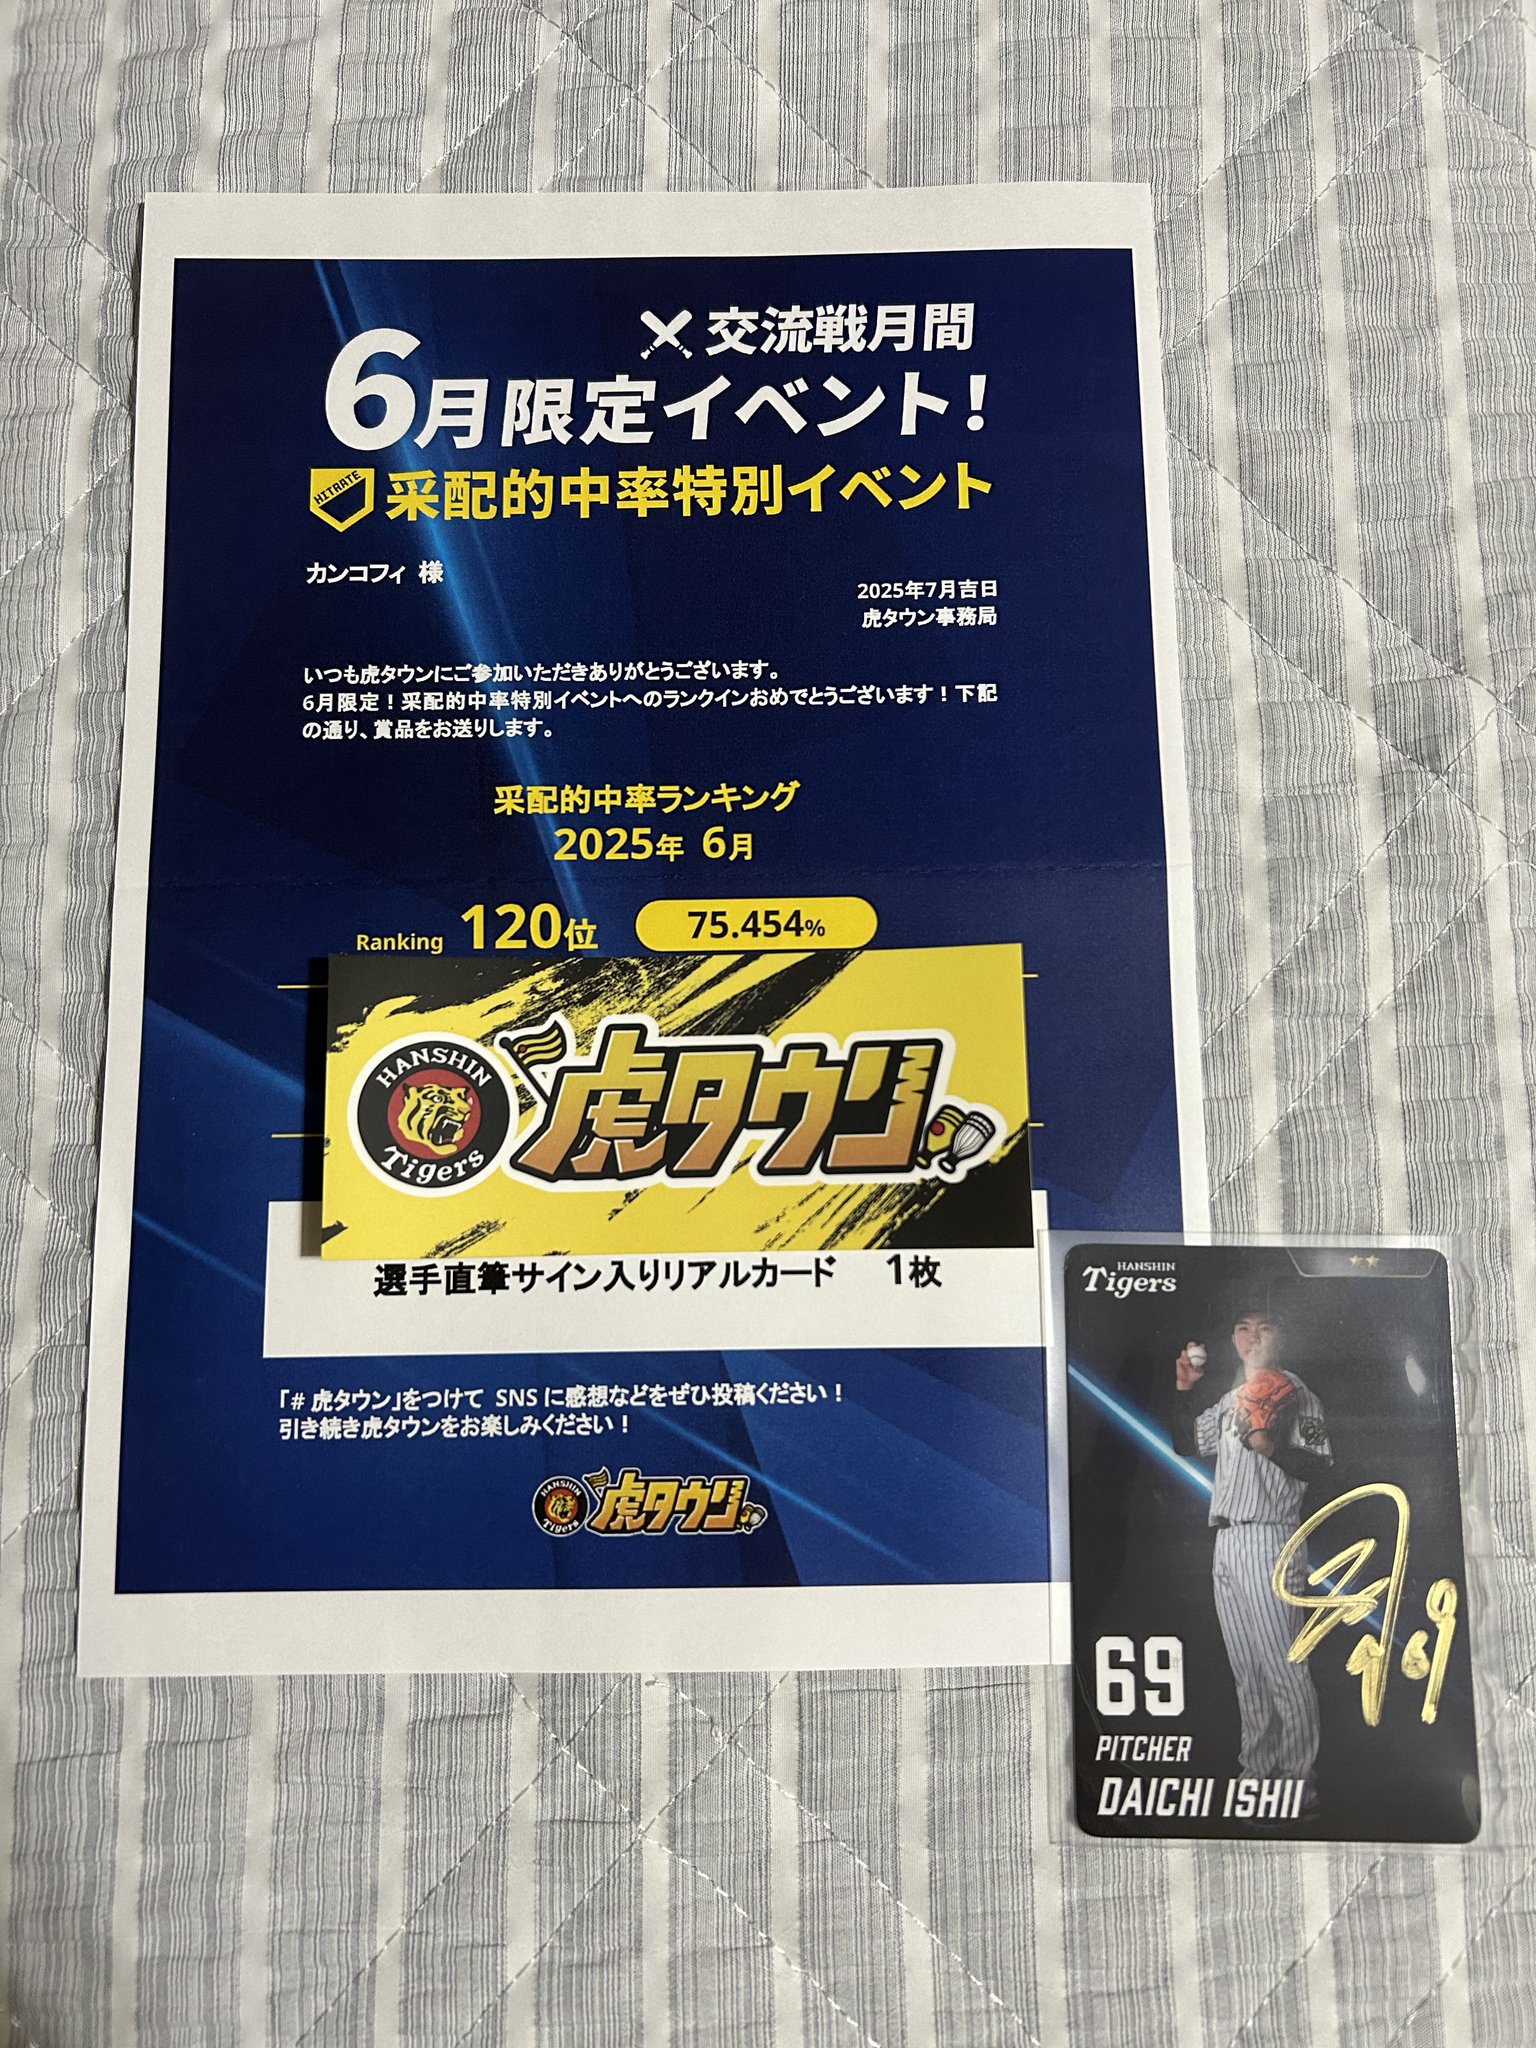 交流戦月間
6月限定イベント！
HITRATE
采配的中率特別イベント
カンコフィ 様
2025年7月吉日
虎タウン事務局
いつも虎タウンにご参加いただきありがとうございます。
6月限定！采配的中率特別イベントへのランクインおめでとうございます！下記
の通り、賞品をお送りします。
采配的中率ランキング
2025年 6月
Ranking 120位 75.454%
HANSHIN
Tigers
虎タウン
選手直筆サイン入りリアルカード 1枚
「# 虎タウン」をつけて SNS に感想などをぜひ投稿ください！
引き続き虎タウンをお楽しみください！
HANSHIN
Tigers
虎タウン
HANSHIN
Tigers
69
PITCHER
DAICHI ISHII